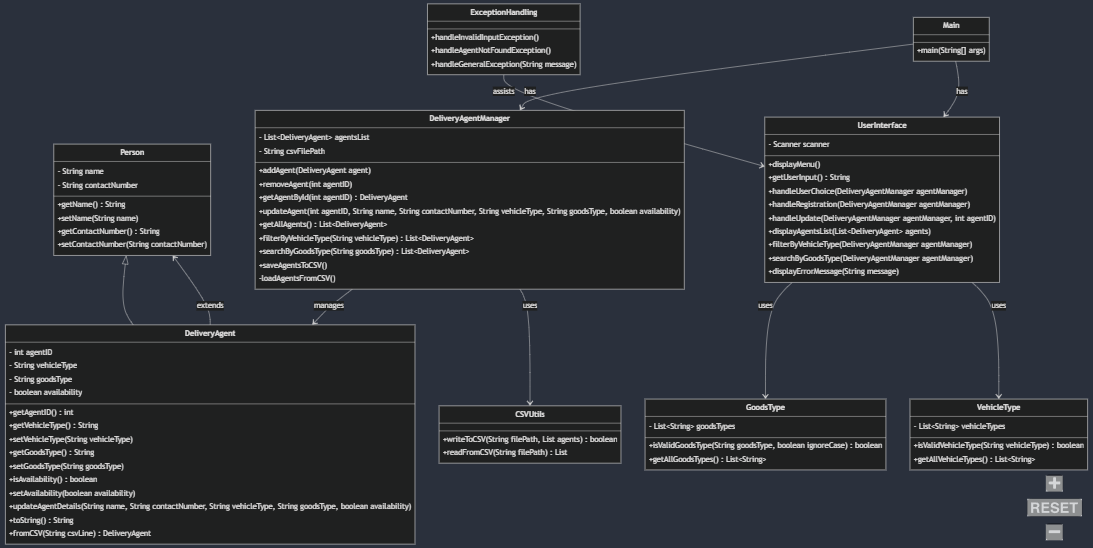 ExceptionHandling
+handleInvalidInputException()
+handleAgentNotFoundException()
+handleGeneralException(String message)
Main
+main(String[] args)
assists
has
has
DeliveryAgentManager
- List<DeliveryAgent> agentsList
- String csvFilePath
+addAgent(DeliveryAgent agent)
+removeAgent(int agentID)
+getAgentById(int agentID) : DeliveryAgent
+updateAgent(int agentID, String name, String contactNumber, String vehicleType, String goodsType, boolean availability)
+getAllAgents() : List<DeliveryAgent>
+filterByVehicleType(String vehicleType) : List<DeliveryAgent>
+searchByGoodsType(String goodsType) : List<DeliveryAgent>
+saveAgentsToCSV()
-loadAgentsFromCSV()
UserInterface
- Scanner scanner
+displayMenu()
+getUserInput() : String
+handleUserChoice(DeliveryAgentManager agentManager)
+handleRegistration(DeliveryAgentManager agentManager)
+handleUpdate(DeliveryAgentManager agentManager, int agentID)
+displayAgentsList(List<DeliveryAgent> agents)
+filterByVehicleType(DeliveryAgentManager agentManager)
+searchByGoodsType(DeliveryAgentManager agentManager)
+displayErrorMessage(String message)
Person
- String name
- String contactNumber
+getName() : String
+setName(String name)
+getContactNumber() : String
+setContactNumber(String contactNumber)
extends
manages
uses
uses
uses
DeliveryAgent
- int agentID
- String vehicleType
- String goodsType
- boolean availability
+getAgentID() : int
+getVehicleType() : String
+setVehicleType(String vehicleType)
+getGoodsType() : String
+setGoodsType(String goodsType)
+isAvailability() : boolean
+setAvailability(boolean availability)
+updateAgentDetails(String name, String contactNumber, String vehicleType, String goodsType, boolean availability)
+toString() : String
+fromCSV(String csvLine) : DeliveryAgent
CSVUtils
+writeToCSV(String filePath, List agents) : boolean
+readFromCSV(String filePath) : List
GoodsType
- List<String> goodsTypes
+isValidGoodsType(String goodsType, boolean ignoreCase) : boolean
+getAllGoodsTypes() : List<String>
VehicleType
- List<String> vehicleTypes
+isValidVehicleType(String vehicleType) : boolean
+getAllVehicleTypes() : List<String>
+
RESET
−